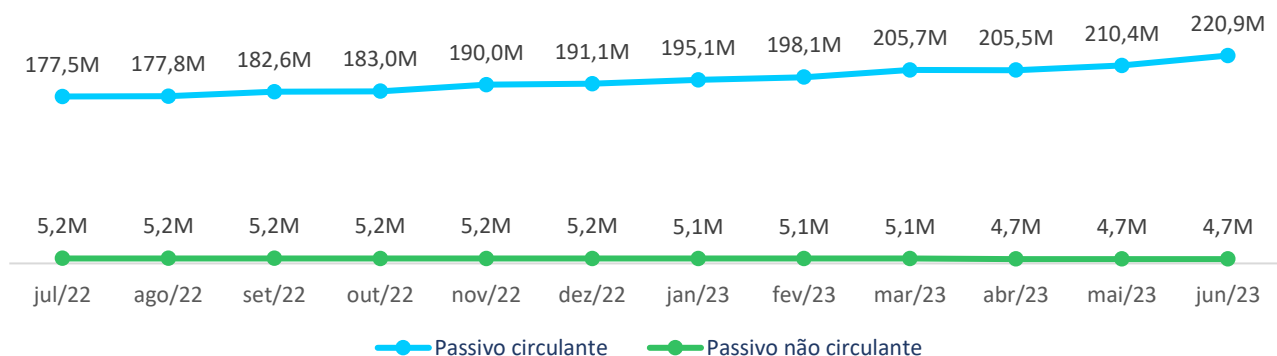 177,5M 177,8M 182,6M 183,0M 190,0M 191,1M 195,1M 198,1M 205,7M 205,5M 210,4M 220,9M
5,2M 5,2M 5,2M 5,2M 5,2M 5,2M 5,1M 5,1M 5,1M 4,7M 4,7M 4,7M
jul/22 ago/22 set/22 out/22 nov/22 dez/22 jan/23 fev/23 mar/23 abr/23 mai/23 jun/23
Passivo circulante Passivo não circulante